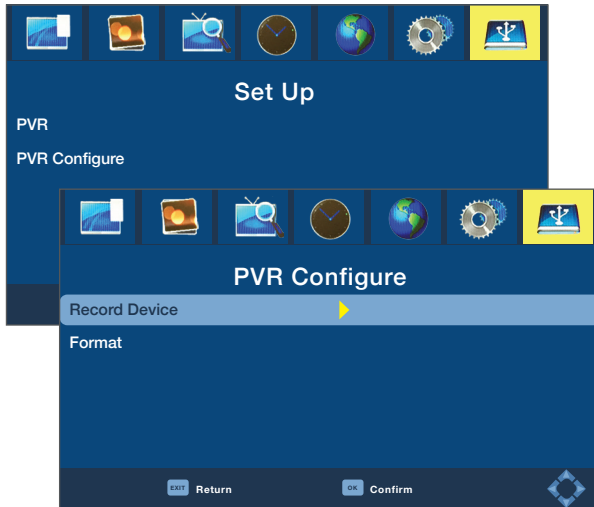 Set Up
PVR
PVR Configure
PVR Configure
Record Device
Format
EXIT Return OK Confirm